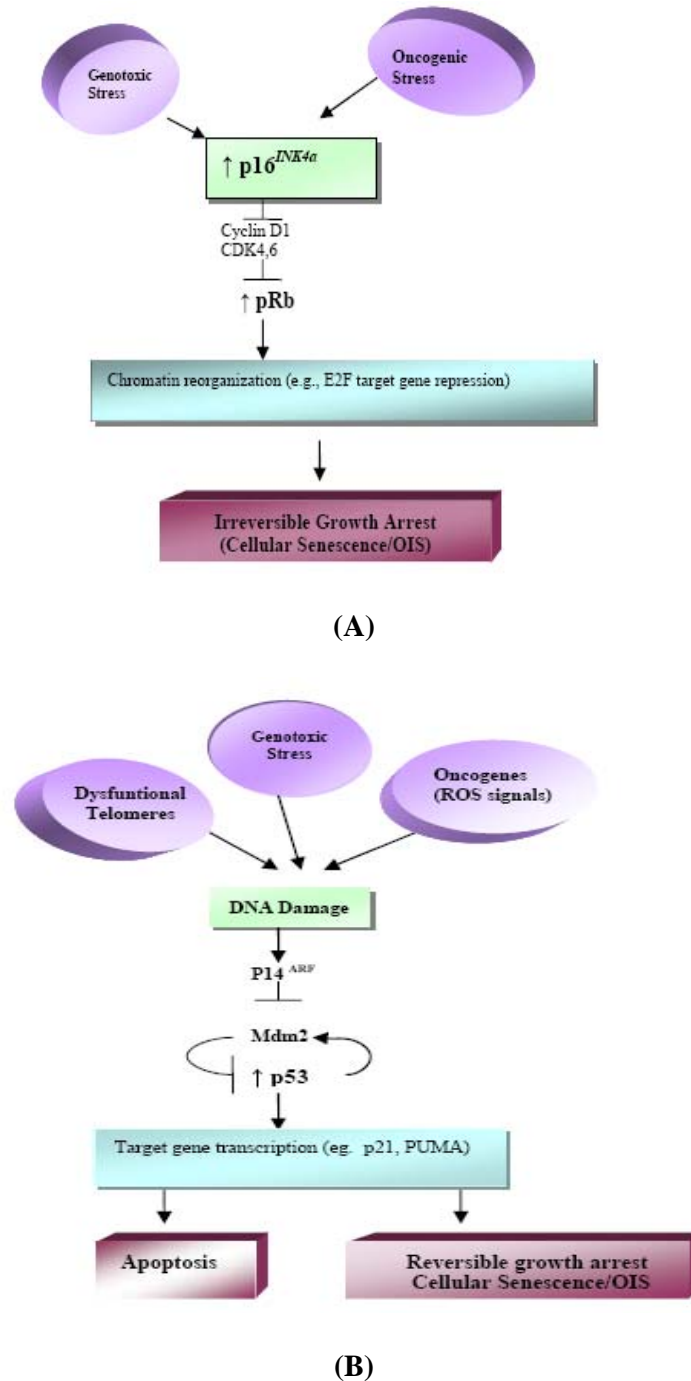 Genotoxic
Stress
Oncogenic
Stress
↑ p16INK4a
Cyclin D1
CDK4,6
↑ pRb
Chromatin reorganization (e.g., E2F target gene repression)
Irreversible Growth Arrest
(Cellular Senescence/OIS)
(A)
Genotoxic
Stress
Dysfuntional
Telomeres
Oncogenes
(ROS signals)
DNA Damage
P14 ARF
Mdm2
↑ p53
Target gene transcription (eg. p21, PUMA)
Apoptosis
Reversible growth arrest
Cellular Senescence/OIS
(B)